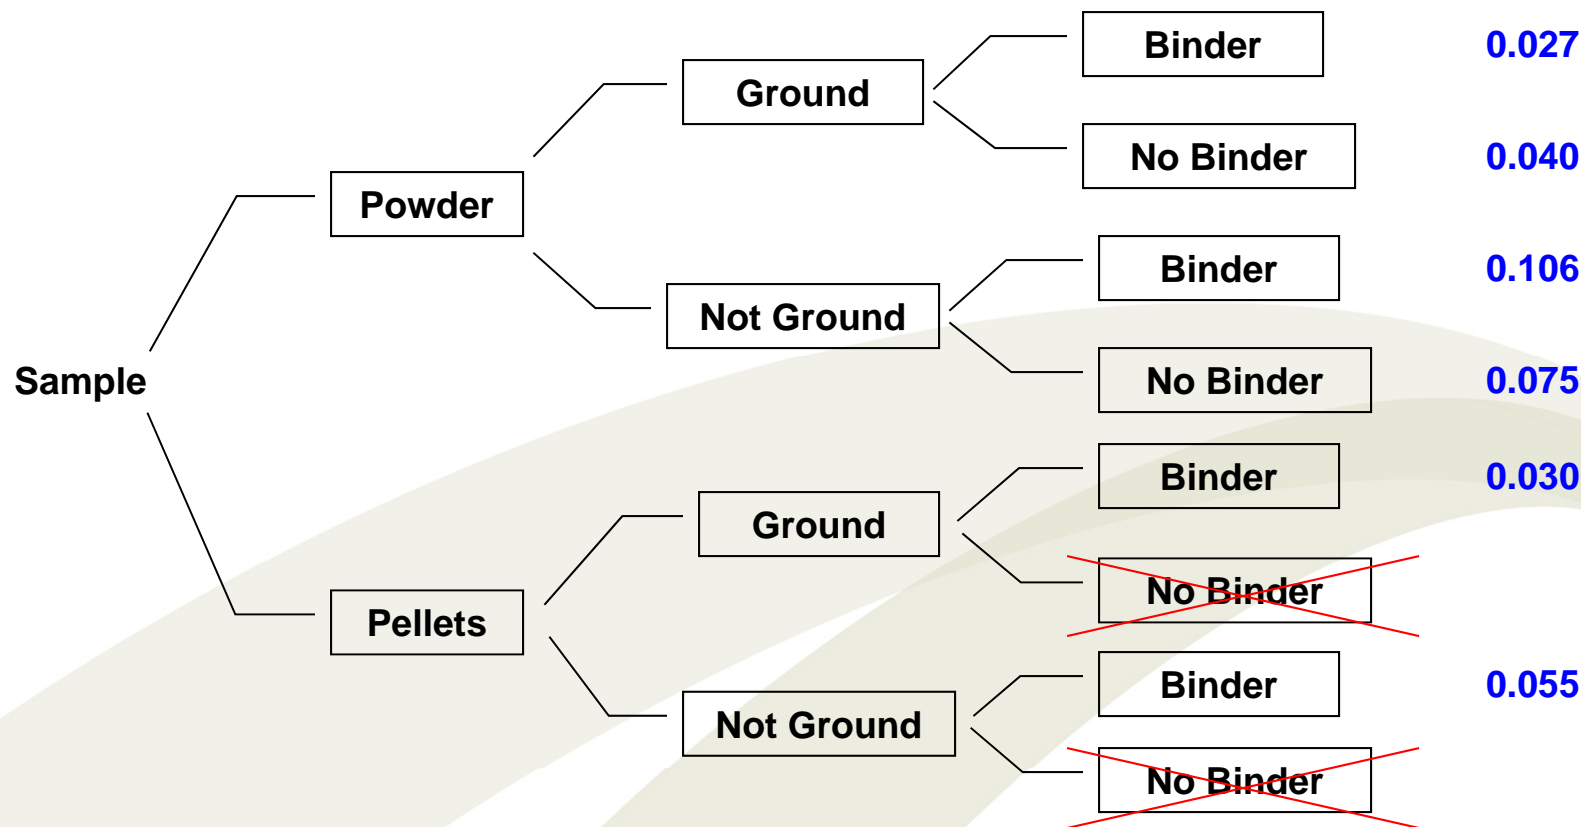 Binder 0.027
Ground
No Binder 0.040
Powder
Binder 0.106
Not Ground
No Binder 0.075
Sample
Binder 0.030
Ground
No Binder
Pellets
Binder 0.055
Not Ground
No Binder